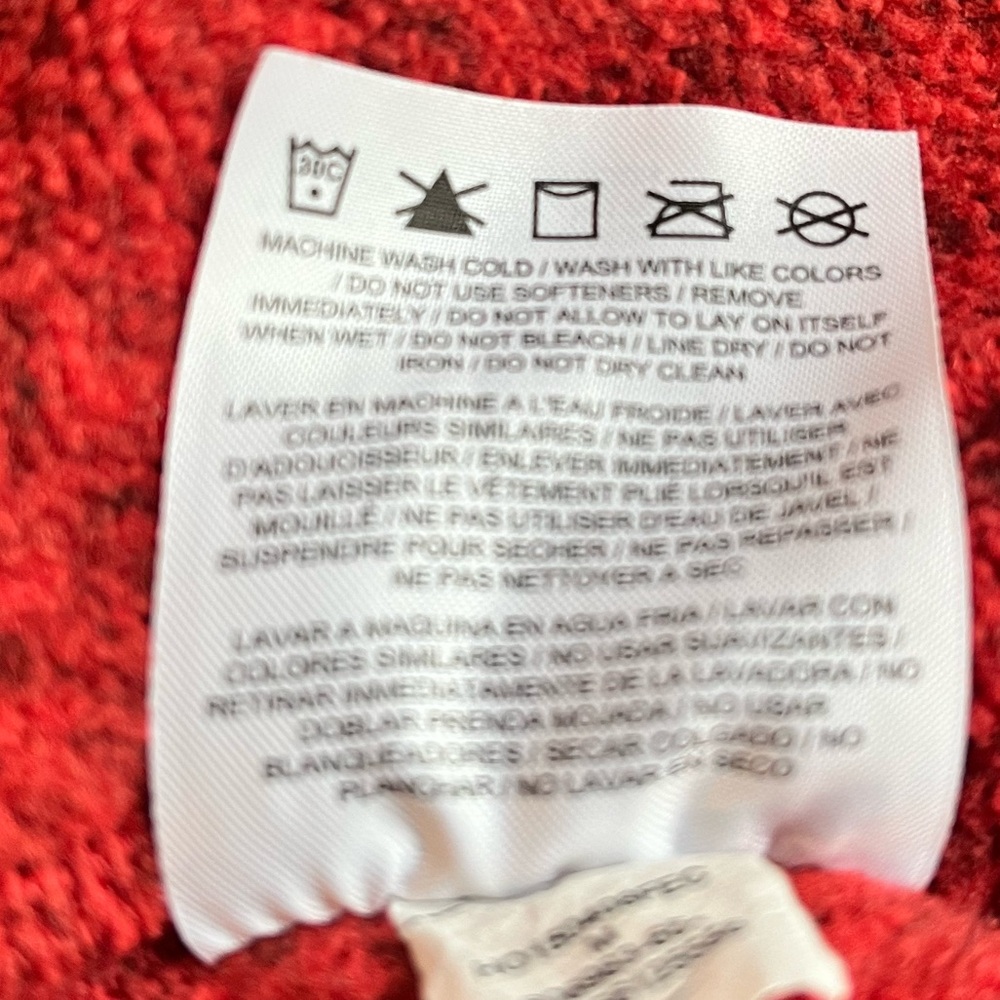 30C
MACHINE WASH COLD / WASH WITH LIKE COLORS
/ DO NOT USE SOFTENERS / REMOVE
IMMEDIATELY / DO NOT ALLOW TO LAY ON ITSELF
WHEN WET / DO NOT BLEACH / LINE DRY / DO NOT
IRON / DO NOT DRY CLEAN
LAVER EN MACHINE A L'EAU FROIDE / LAVER AVEC
COULEURS SIMILAIRES / NE PAS UTILISER
D'ADOUCISSEUR / ENLEVER IMMEDIATEMENT / NE
PAS LAISSER LE VÊTEMENT PLIÉ LORSQU'IL EST
MOUILLÉ / NE PAS UTILISER D'EAU DE JAVEL /
SUSPENDRE POUR SECHER / NE PAS REPASSER /
NE PAS NETTOYER A SEC
LAVAR A MAQUINA EN AGUA FRIA / LAVAR CON
COLORES SIMILARES / NO USAR SUAVIZANTES /
RETIRAR INMEDIATAMENTE DE LA LAVADORA / NO
DOBLAR PRENDA MOJADA / NO USAR
BLANQUEADORES / SECAR COLGADO / NO
PLANCHAR / NO LAVAR EN SECO
M